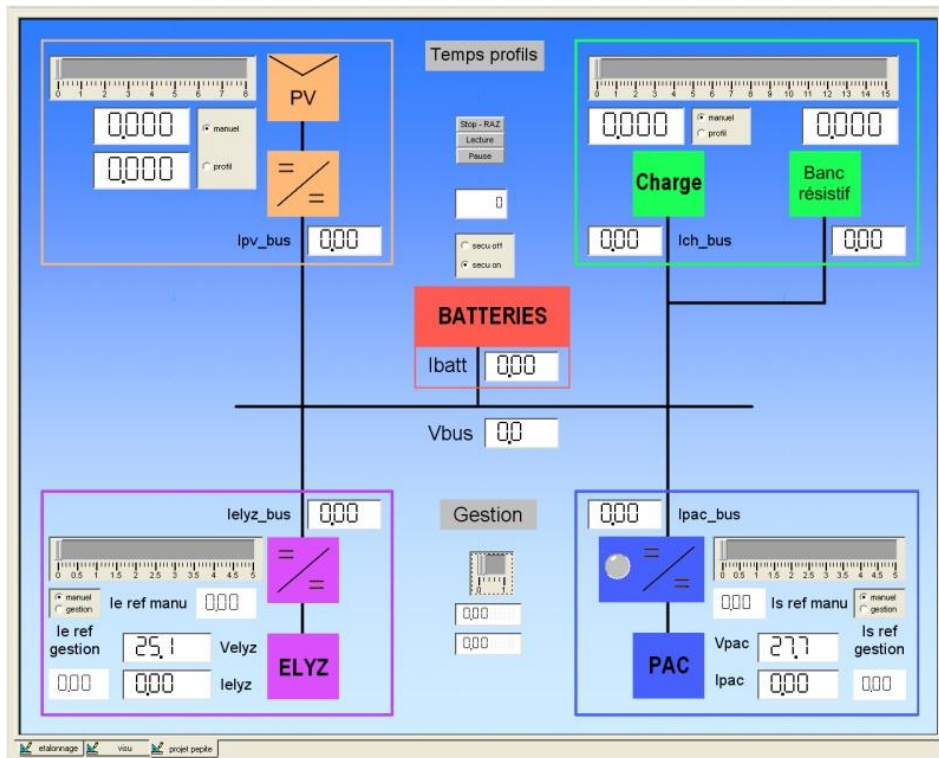 Temps profils
0 1 2 3 4 5 6 7 8
PV
0.000
manuel
0.000
profil
Ipv_bus 0.00
Stop - RAZ
Lecture
Pause
0
secu off
secu on
0 1 2 3 4 5 6 7 8 9 10 11 12 13 14 15
0.000
manuel
profil
0.000
Charge
Banc
résistif
0.00 Ich_bus 0.00
BATTERIES
Ibatt 0.00
Vbus 0.0
Ielyz_bus 0.00
0 0.5 1 1.5 2 2.5 3 3.5 4 4.5 5
manuel
gestion
Ie ref manu 0.00
Ie ref
gestion
25.1 Velyz
0.00 0.00 Ielyz
ELYZ
Gestion
0 1
0.00
0.00
0.00 Ipac_bus
0 0.5 1 1.5 2 2.5 3 3.5 4 4.5 5
0.00 Is ref manu
manuel
gestion
PAC
Vpac 27.7
Is ref
gestion
Ipac 0.00 0.00
etalonnage visu projet pepite